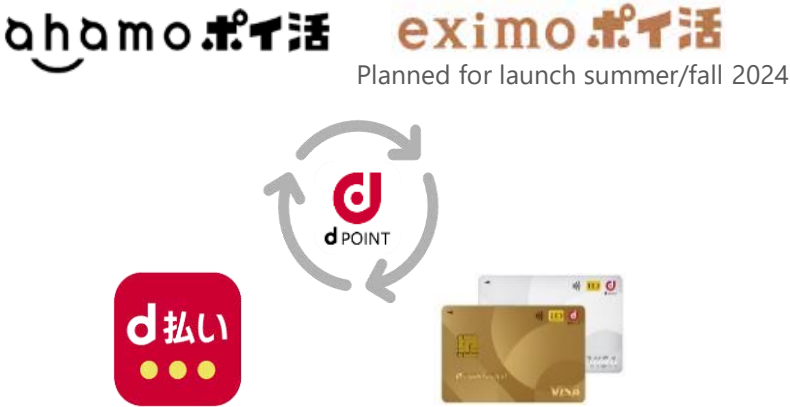 ahamoポイ活
eximoポイ活
Planned for launch summer/fall 2024
d POINT
d払い
VISA